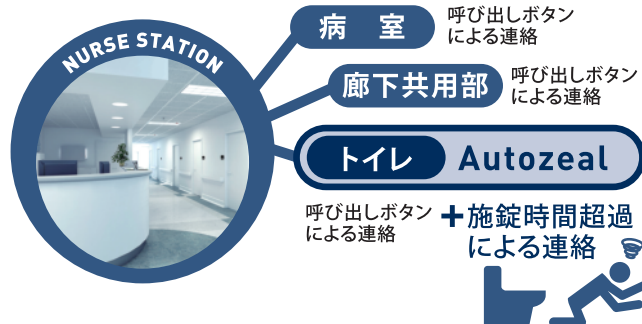 NURSE STATION
病 室
呼び出しボタン
による連絡
廊下共用部
呼び出しボタン
による連絡
トイレ Autozeal
呼び出しボタン
による連絡
+施錠時間超過
による連絡